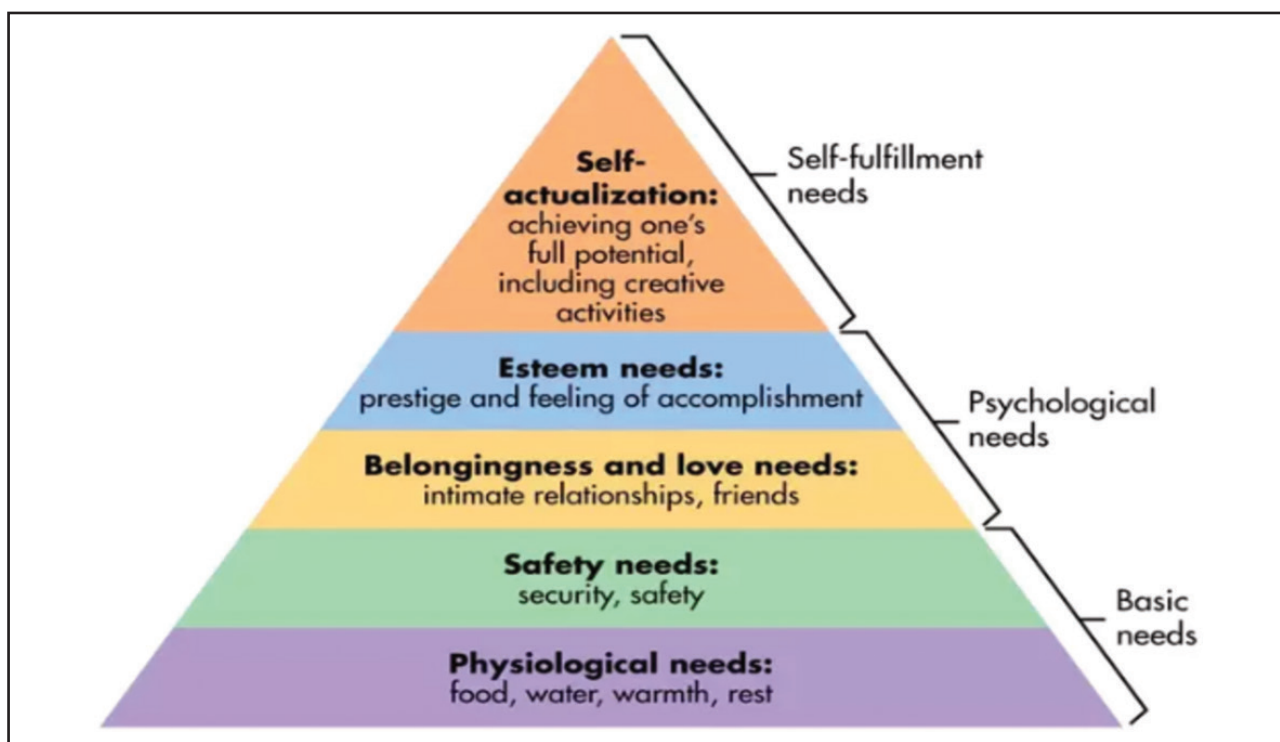 Self-
actualization:
achieving one's
full potential,
including creative
activities
Self-fulfillment
needs
Esteem needs:
prestige and feeling of accomplishment
Psychological
needs
Belongingness and love needs:
intimate relationships, friends
Safety needs:
security, safety
Basic
needs
Physiological needs:
food, water, warmth, rest